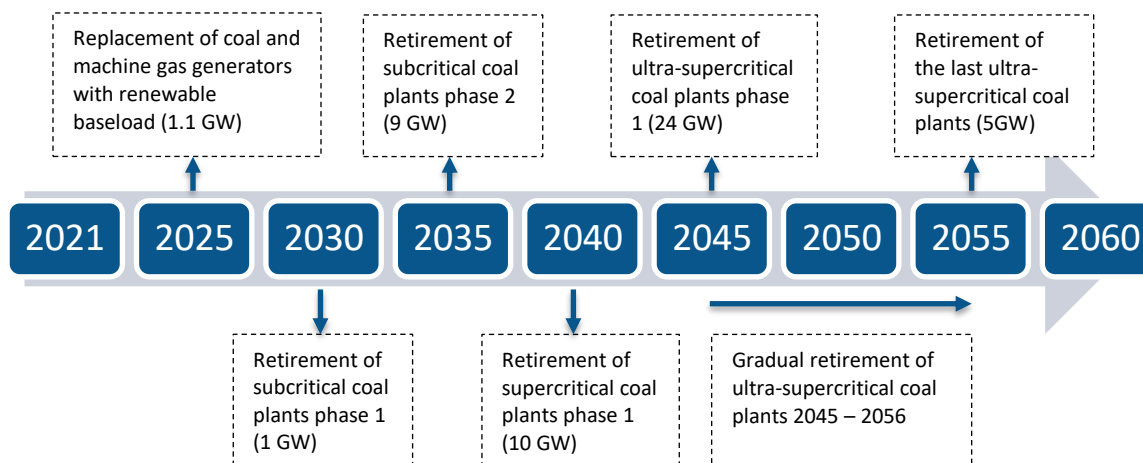 Replacement of coal and
machine gas generators
with renewable
baseload (1.1 GW)
Retirement of
subcritical coal
plants phase 2
(9 GW)
Retirement of
ultra-supercritical
coal plants phase
1 (24 GW)
Retirement of
the last ultra-
supercritical coal
plants (5GW)
2021 2025 2030 2035 2040 2045 2050 2055 2060
Retirement of
subcritical coal
plants phase 1
(1 GW)
Retirement of
supercritical coal
plants phase 1
(10 GW)
Gradual retirement of
ultra-supercritical coal
plants 2045 – 2056